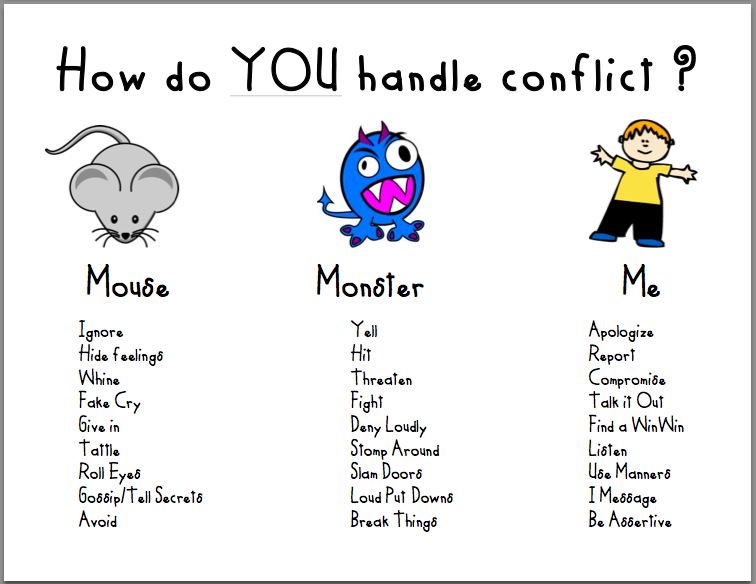 How do YOU handle conflict ?
Mouse
Ignore
Hide feelings
Whine
Fake Cry
Give in
Tattle
Roll Eyes
Gossip/Tell Secrets
Avoid
Monster
Yell
Hit
Threaten
Fight
Deny Loudly
Stomp Around
Slam Doors
Loud Put Downs
Break Things
Me
Apologize
Report
Compromise
Talk it Out
Find a WinWin
Listen
Use Manners
I Message
Be Assertive